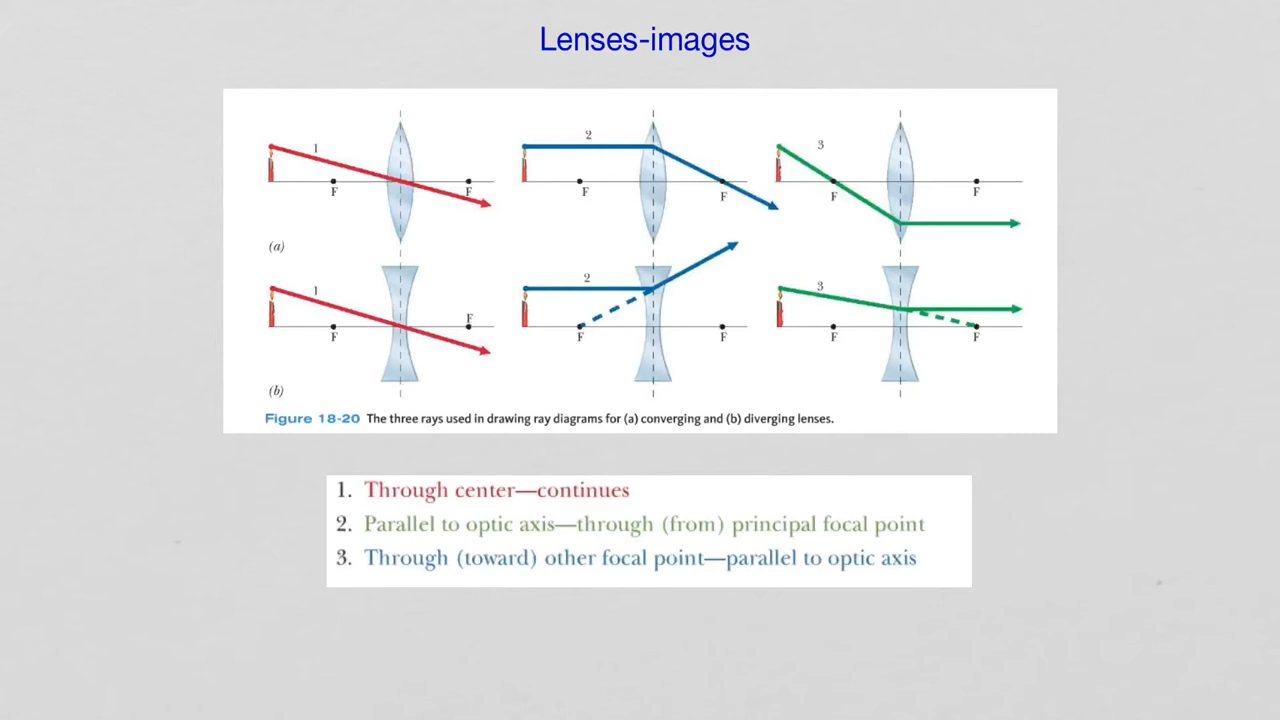 Lenses-images
1
2
3
F
F
F
F
F
F
(a)
1
2
3
F
F
F
F
F
F
(b)
Figure 18-20 The three rays used in drawing ray diagrams for (a) converging and (b) diverging lenses.
1. Through center—continues
2. Parallel to optic axis—through (from) principal focal point
3. Through (toward) other focal point—parallel to optic axis